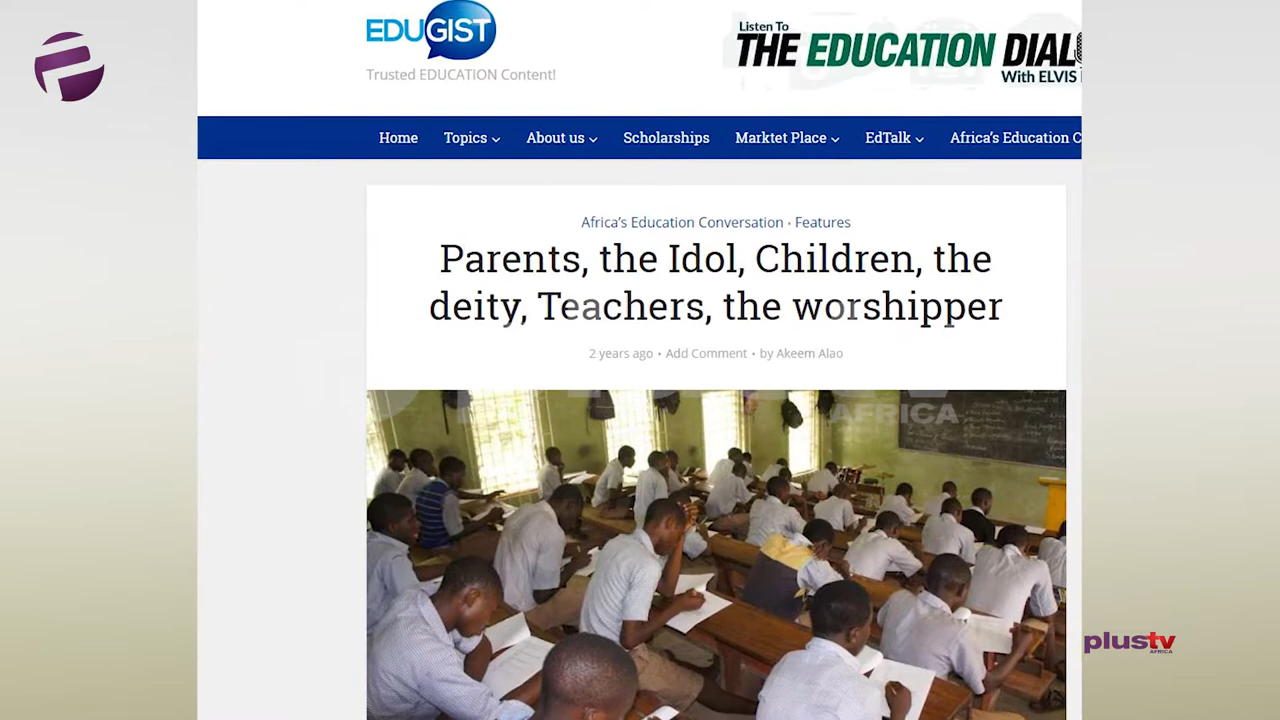 EDUGIST
Trusted EDUCATION Content!
Listen To
THE EDUCATION DIAL
With ELVIS
Home Topics About us Scholarships Marktet Place EdTalk Africa's Education C
Africa's Education Conversation • Features
Parents, the Idol, Children, the
deity, Teachers, the worshipper
2 years ago • Add Comment • by Akeem Alao
AFRICA
plustv
AFRICA